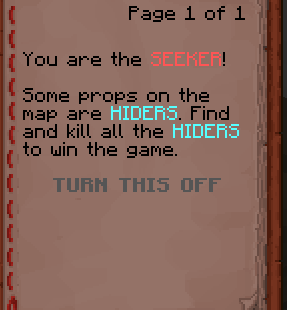 Page 1 of 1
You are the SEEKER!
Some props on the
map are HIDERS. Find
and kill all the HIDERS
to win the game.
TURN THIS OFF